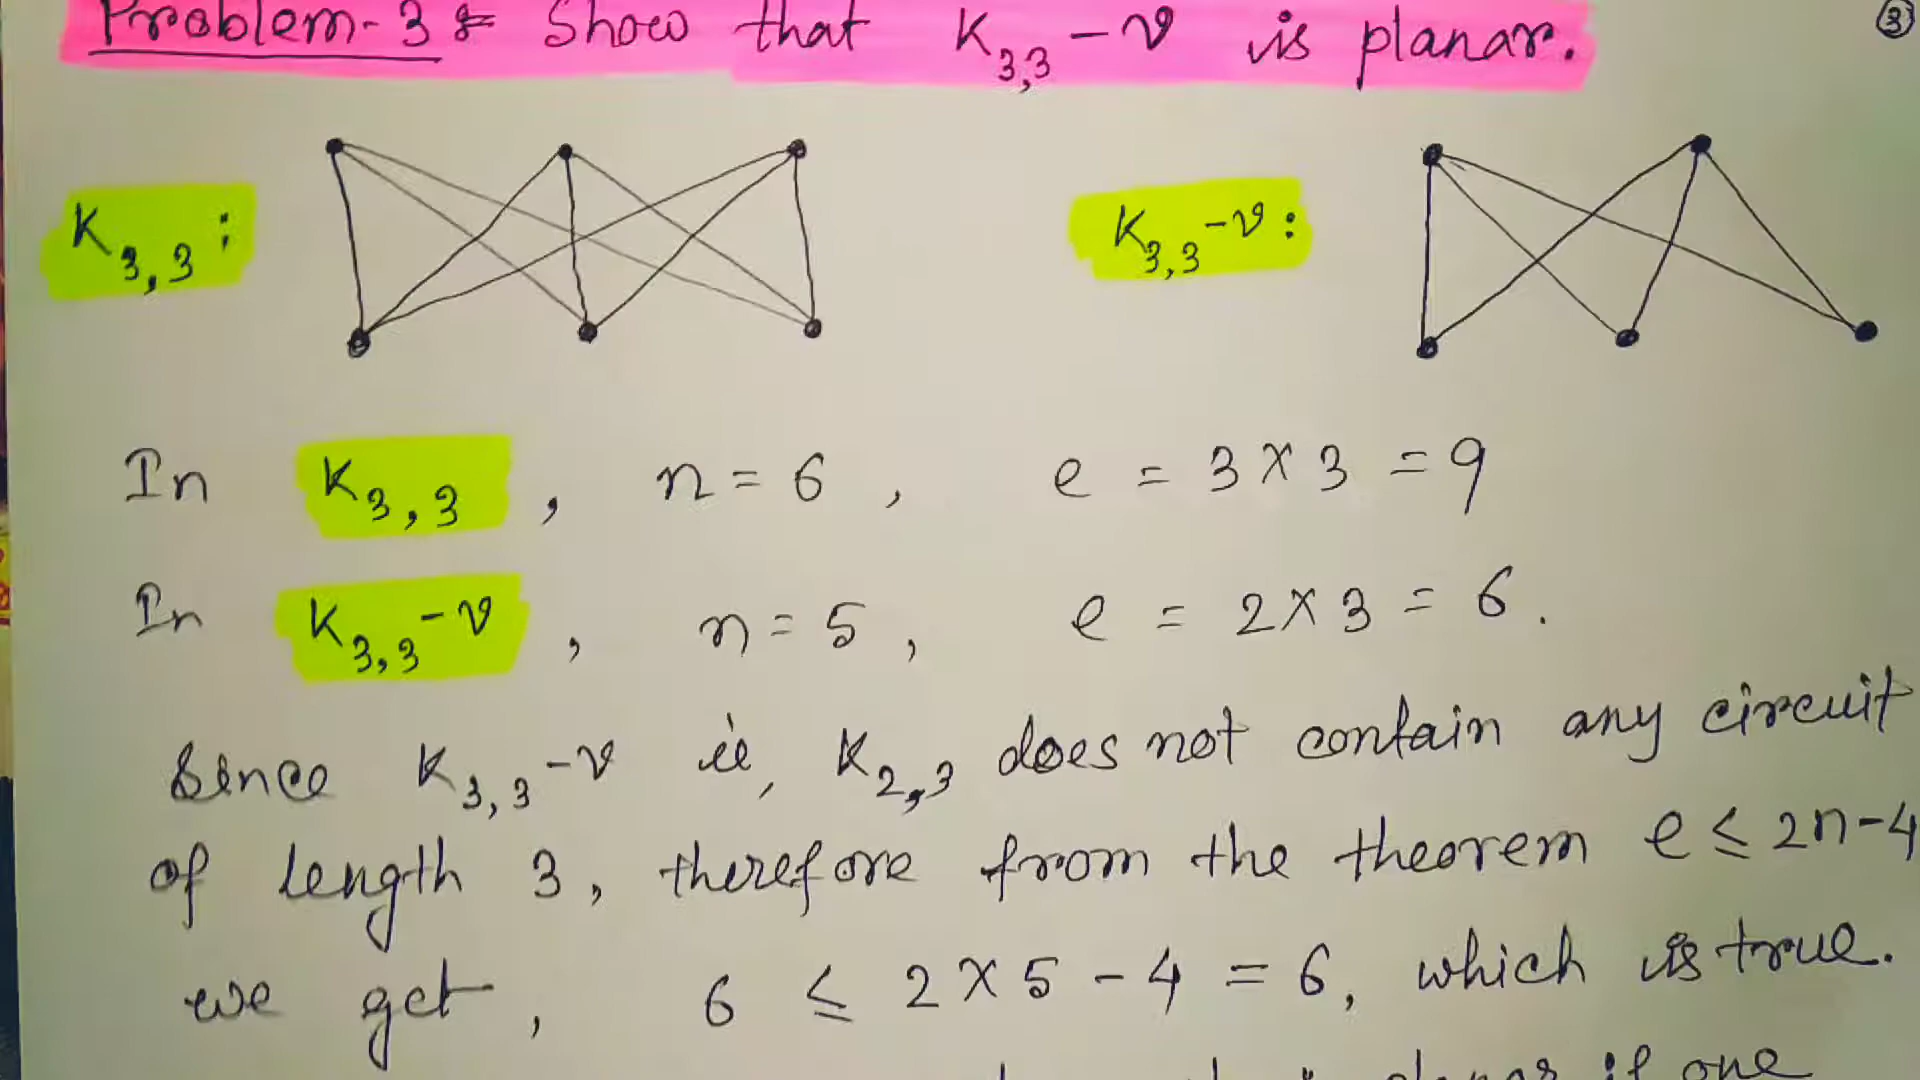 Problem-3 :- Show that K3,3 - v is planar.
3
K3,3 :
K3,3 - v :
In K3,3 , n = 6 , e = 3 × 3 = 9
In K3,3 - v , n = 5 , e = 2 × 3 = 6 .
Since K3,3 - v ie, K2,3 does not contain any circuit
of length 3, therefore from the theorem e ≤ 2n-4
we get , 6 ≤ 2 × 5 - 4 = 6, which is true.
if one